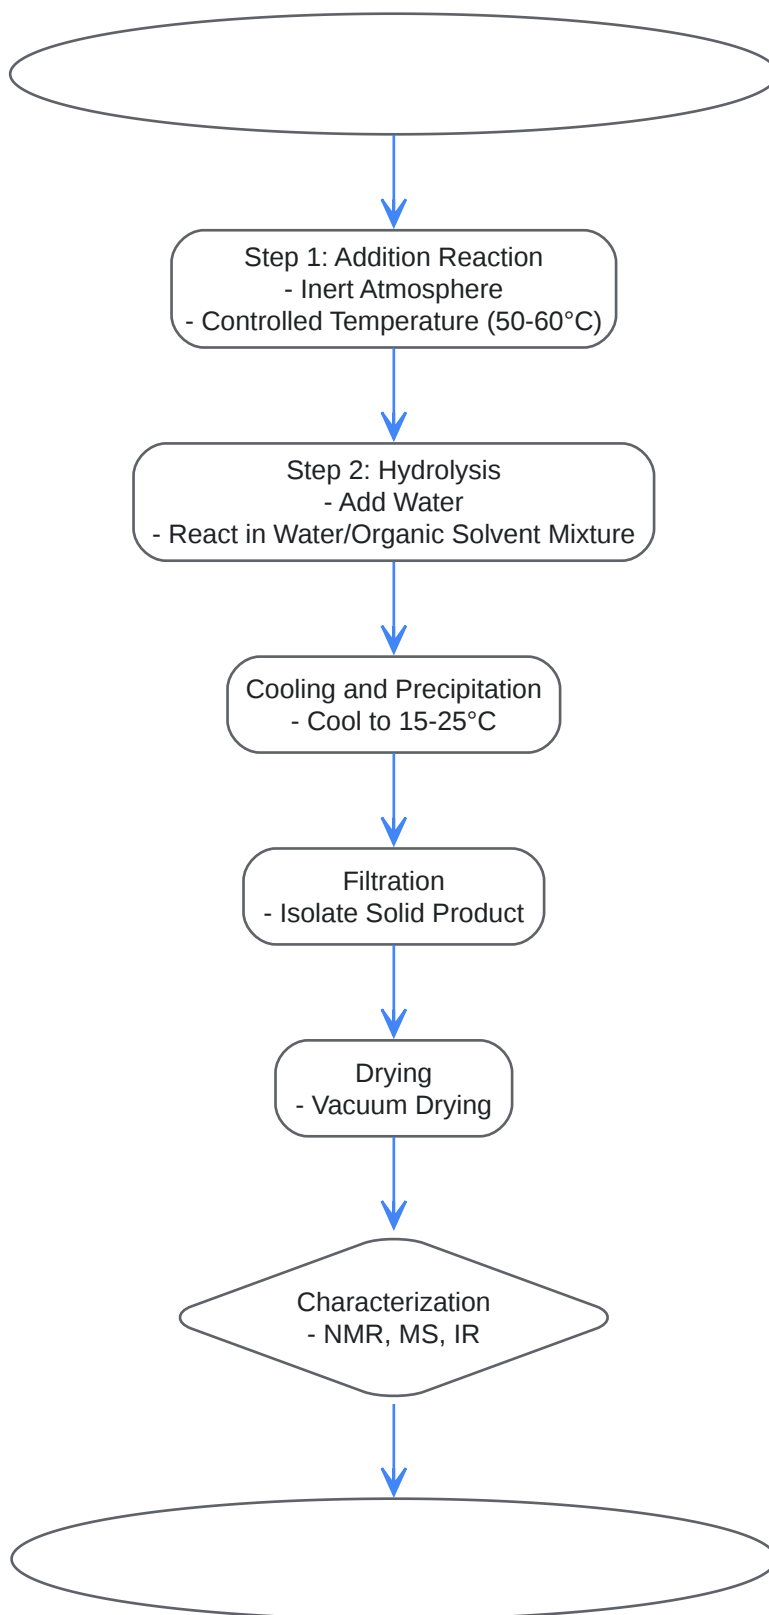 Step 1: Addition Reaction
- Inert Atmosphere
- Controlled Temperature (50-60°C)
Step 2: Hydrolysis
- Add Water
- React in Water/Organic Solvent Mixture
Cooling and Precipitation
- Cool to 15-25°C
Filtration
- Isolate Solid Product
Drying
- Vacuum Drying
Characterization
- NMR, MS, IR